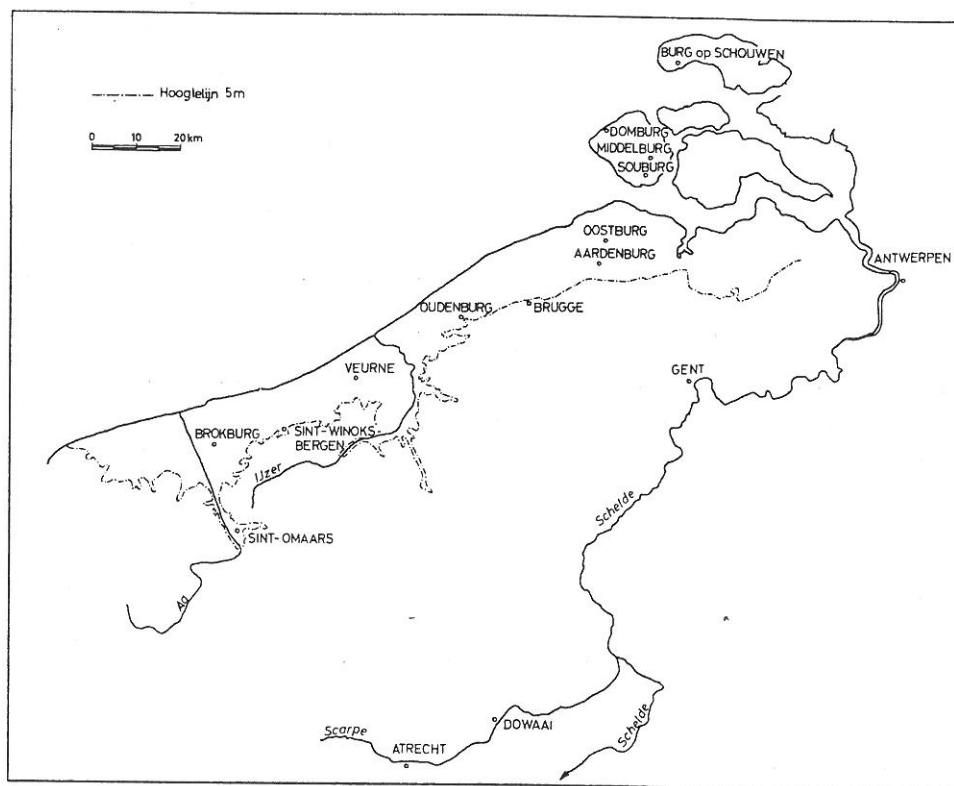 BURG op SCHOUWEN
Hoogtelijn 5m
0 10 20km
DOMBURG
MIDDELBURG
SOUBURG
OOSTBURG
AARDENBURG
ANTWERPEN
OUDENBURG
BRUGGE
VEURNE
GENT
BROKBURG
SINT-WINOKS
BERGEN
IJzer
Schelde
SINT-OMAARS
Aa
Schelde
DOWAAI
Scarpe
ATRECHT